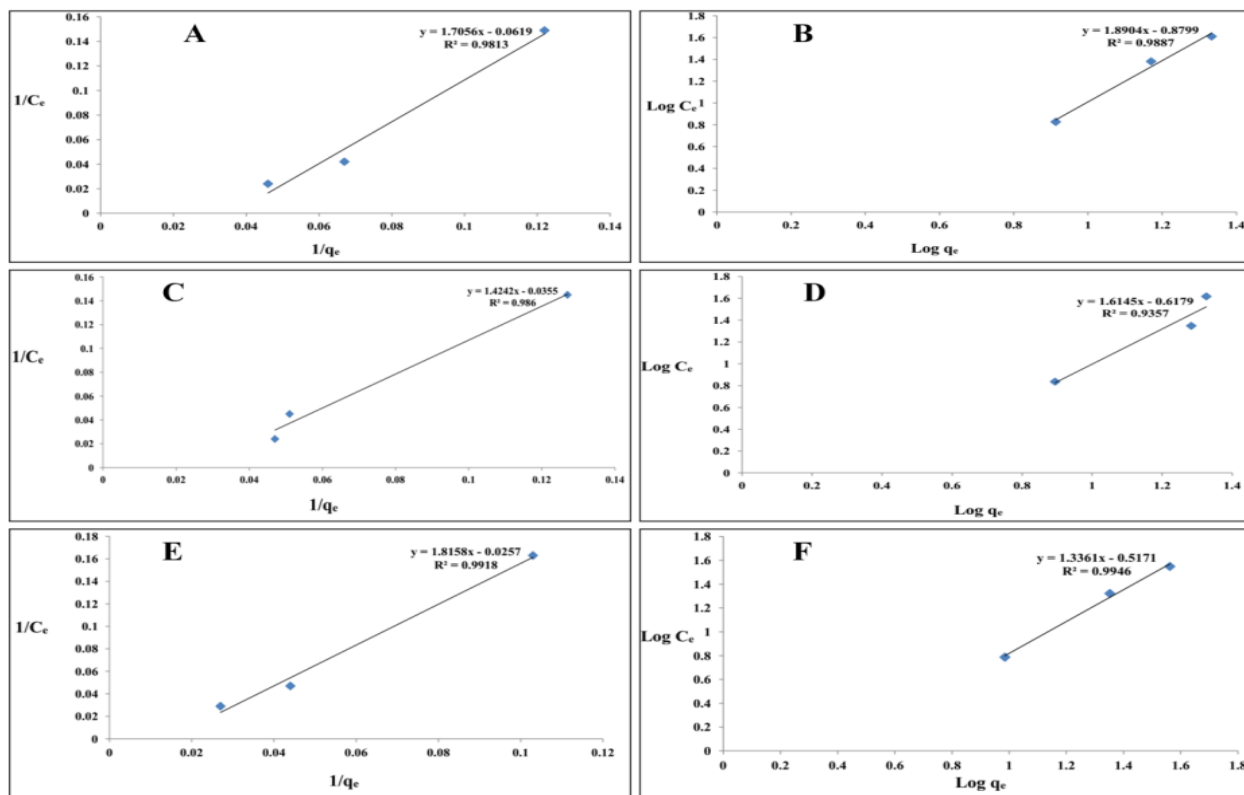 A
y = 1.7056x - 0.0619
R² = 0.9813
1/Cₑ
0.16
0.14
0.12
0.1
0.08
0.06
0.04
0.02
0
0 0.02 0.04 0.06 0.08 0.1 0.12 0.14
1/qₑ
B
y = 1.8904x - 0.8799
R² = 0.9887
Log Cₑ
1.8
1.6
1.4
1.2
1
0.8
0.6
0.4
0.2
0
0 0.2 0.4 0.6 0.8 1 1.2 1.4
Log qₑ
C
y = 1.4242x - 0.0355
R² = 0.986
1/Cₑ
0.16
0.14
0.12
0.1
0.08
0.06
0.04
0.02
0
0 0.02 0.04 0.06 0.08 0.1 0.12 0.14
1/qₑ
D
y = 1.6145x - 0.6179
R² = 0.9357
Log Cₑ
1.8
1.6
1.4
1.2
1
0.8
0.6
0.4
0.2
0
0 0.2 0.4 0.6 0.8 1 1.2 1.4
Log qₑ
E
y = 1.8158x - 0.0257
R² = 0.9918
1/Cₑ
0.18
0.16
0.14
0.12
0.1
0.08
0.06
0.04
0.02
0
0 0.02 0.04 0.06 0.08 0.1 0.12
1/qₑ
F
y = 1.3361x - 0.5171
R² = 0.9946
Log Cₑ
1.8
1.6
1.4
1.2
1
0.8
0.6
0.4
0.2
0
0 0.2 0.4 0.6 0.8 1 1.2 1.4 1.6 1.8
Log qₑ